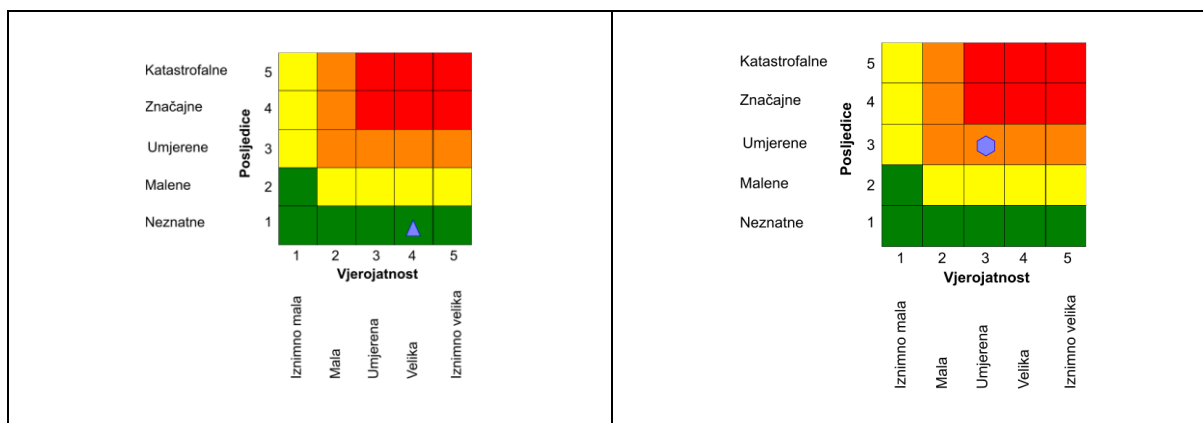 Katastrofalne 5
Značajne 4
Umjerene 3
Malene 2
Neznatne 1
Posljedice
1 2 3 4 5
Vjerojatnost
Iznimno mala
Mala
Umjerena
Velika
Iznimno velika
Katastrofalne 5
Značajne 4
Umjerene 3
Malene 2
Neznatne 1
Posljedice
1 2 3 4 5
Vjerojatnost
Iznimno mala
Mala
Umjerena
Velika
Iznimno velika